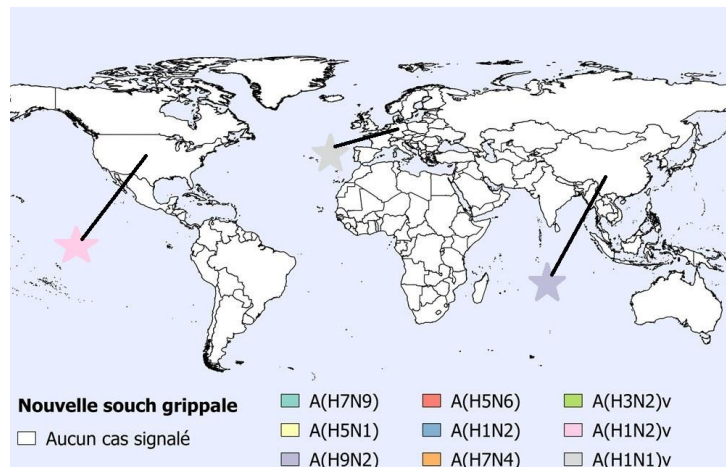 Nouvelle souch grippale
Aucun cas signalé
A(H7N9)
A(H5N1)
A(H9N2)
A(H5N6)
A(H1N2)
A(H7N4)
A(H3N2)v
A(H1N2)v
A(H1N1)v